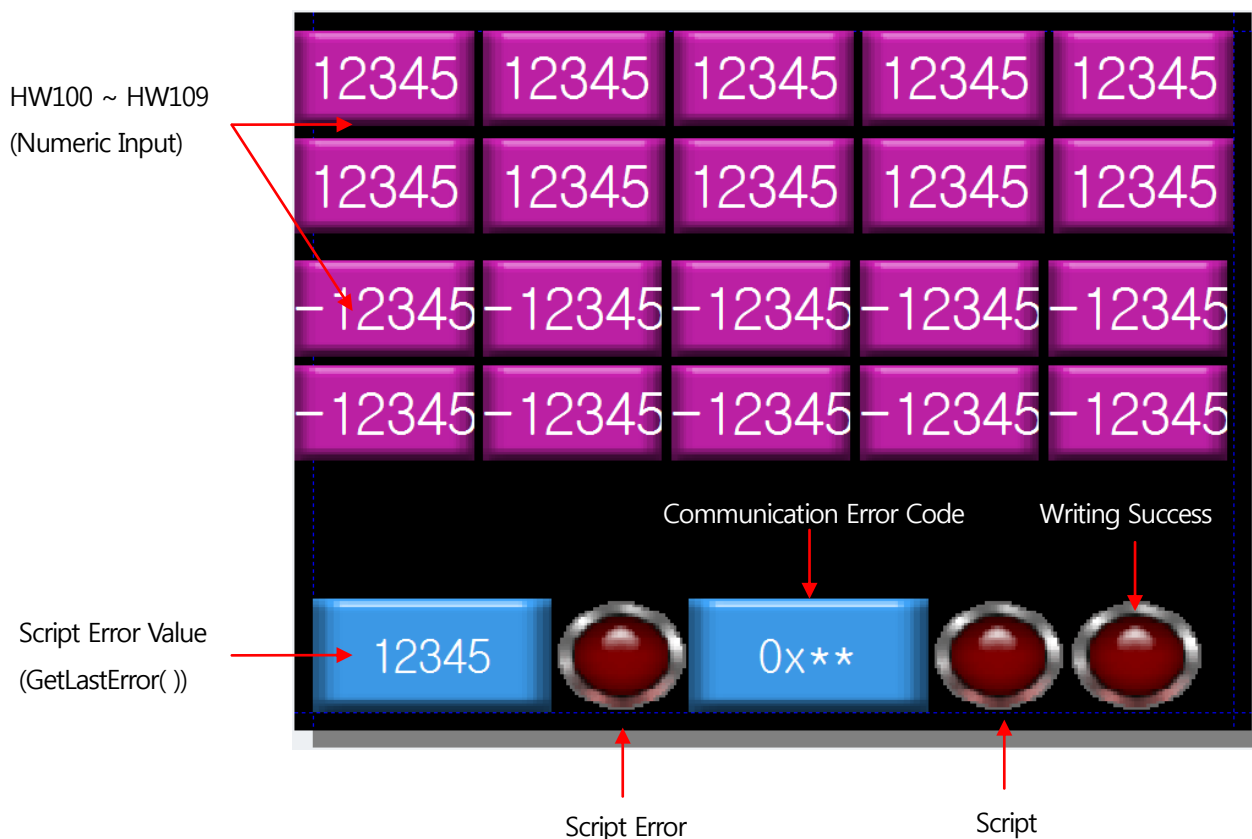 12345 12345 12345 12345 12345
HW100 ~ HW109
(Numeric Input)
12345 12345 12345 12345 12345
-12345 -12345 -12345 -12345 -12345
-12345 -12345 -12345 -12345 -12345
Communication Error Code Writing Success
Script Error Value
(GetLastError( ))
12345 0x**
Script Error Script